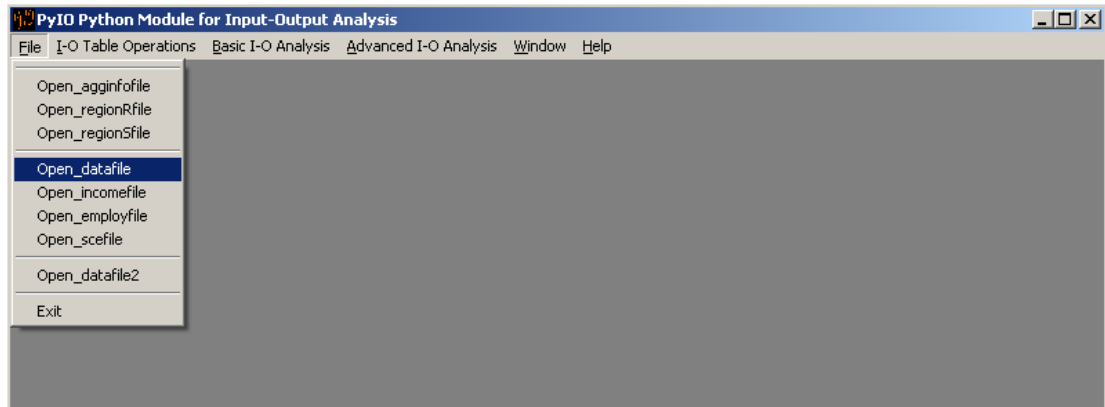 PyIO Python Module for Input-Output Analysis
File I-O Table Operations Basic I-O Analysis Advanced I-O Analysis Window Help
Open_agginfofile
Open_regionRfile
Open_regionSfile
Open_datafile
Open_incomefile
Open_employfile
Open_scefile
Open_datafile2
Exit